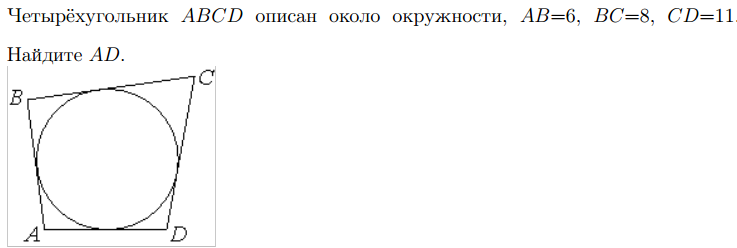 Четырёхугольник ABCD описан около окружности, AB=6, BC=8, CD=11.
Найдите AD.
C
B
A D